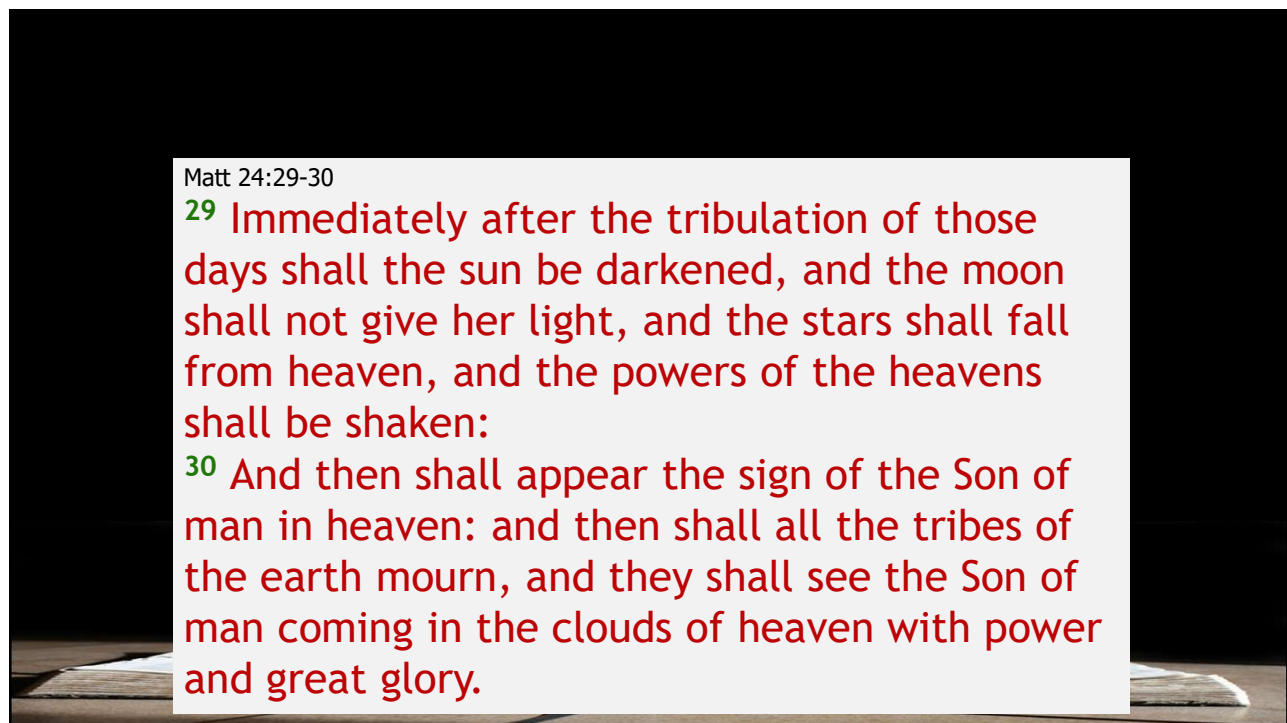 Matt 24:29-30
29 Immediately after the tribulation of those
days shall the sun be darkened, and the moon
shall not give her light, and the stars shall fall
from heaven, and the powers of the heavens
shall be shaken:
30 And then shall appear the sign of the Son of
man in heaven: and then shall all the tribes of
the earth mourn, and they shall see the Son of
man coming in the clouds of heaven with power
and great glory.